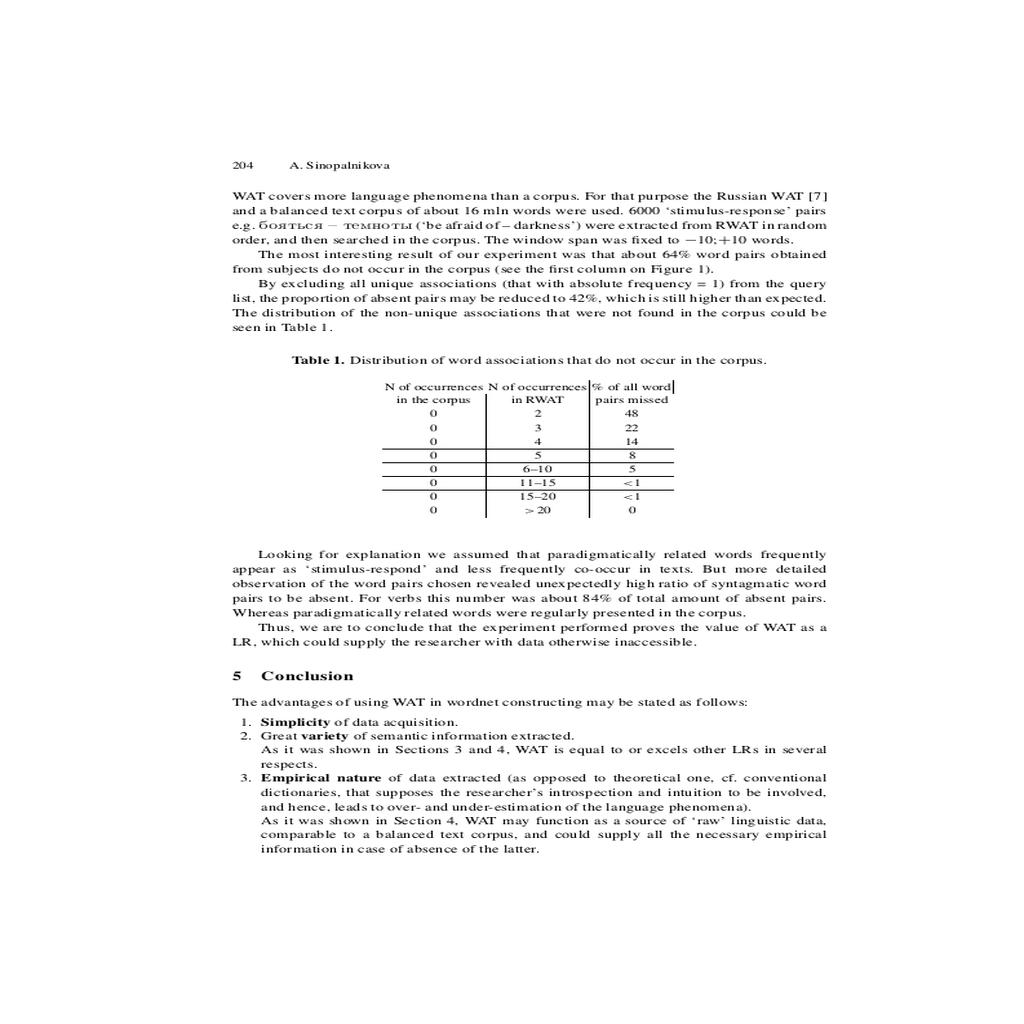 204 A. Sinopalnikova
WAT covers more language phenomena than a corpus. For that purpose the Russian WAT [7]
and a balanced text corpus of about 16 mln words were used. 6000 ‘stimulus-response’ pairs
e.g. бояться – темноты (‘be afraid of – darkness’) were extracted from RWAT in random
order, and then searched in the corpus. The window span was fixed to −10;+10 words.
The most interesting result of our experiment was that about 64% word pairs obtained
from subjects do not occur in the corpus (see the first column on Figure 1).
By excluding all unique associations (that with absolute frequency = 1) from the query
list, the proportion of absent pairs may be reduced to 42%, which is still higher than expected.
The distribution of the non-unique associations that were not found in the corpus could be
seen in Table 1.
Table 1. Distribution of word associations that do not occur in the corpus.
N of occurrences N of occurrences % of all word
in the corpus in RWAT pairs missed
0 2 48
0 3 22
0 4 14
0 5 8
0 6–10 5
0 11–15 <1
0 15–20 <1
0 >20 0
Looking for explanation we assumed that paradigmatically related words frequently
appear as ‘stimulus-respond’ and less frequently co-occur in texts. But more detailed
observation of the word pairs chosen revealed unexpectedly high ratio of syntagmatic word
pairs to be absent. For verbs this number was about 84% of total amount of absent pairs.
Whereas paradigmatically related words were regularly presented in the corpus.
Thus, we are to conclude that the experiment performed proves the value of WAT as a
LR, which could supply the researcher with data otherwise inaccessible.
5 Conclusion
The advantages of using WAT in wordnet constructing may be stated as follows:
1. Simplicity of data acquisition.
2. Great variety of semantic information extracted.
As it was shown in Sections 3 and 4, WAT is equal to or excels other LRs in several
respects.
3. Empirical nature of data extracted (as opposed to theoretical one, cf. conventional
dictionaries, that supposes the researcher’s introspection and intuition to be involved,
and hence, leads to over- and under-estimation of the language phenomena).
As it was shown in Section 4, WAT may function as a source of ‘raw’ linguistic data,
comparable to a balanced text corpus, and could supply all the necessary empirical
information in case of absence of the latter.